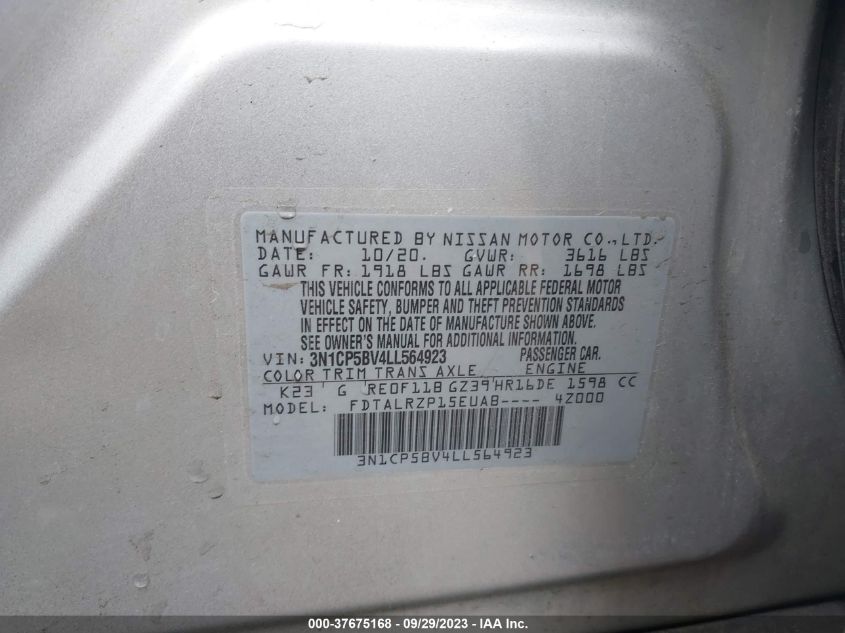 MANUFACTURED BY NISSAN MOTOR CO., LTD.
DATE: 10/20. GVWR: 3616 LBS
GAWR FR: 1918 LBS GAWR RR: 1698 LBS
THIS VEHICLE CONFORMS TO ALL APPLICABLE FEDERAL MOTOR
VEHICLE SAFETY, BUMPER AND THEFT PREVENTION STANDARDS
IN EFFECT ON THE DATE OF MANUFACTURE SHOWN ABOVE.
SEE OWNER'S MANUAL FOR ADDITIONAL INFORMATION.
VIN: 3N1CP5BV4LL564923 PASSENGER CAR.
COLOR TRIM TRANS AXLE ENGINE
K23 G RE0F11B GZ39 HR16DE 1598 CC
MODEL: FDTALRZP15EUAB---- 4Z000
3N1CP5BV4LL564923
000-37675168 - 09/29/2023 - IAA Inc.